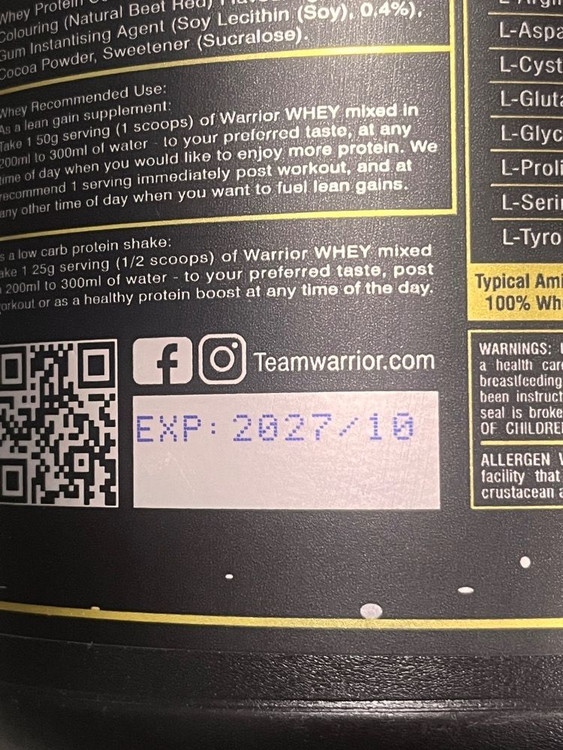 Whey Protein
Colouring (Natural Beet Red)
Gum Instantising Agent (Soy Lecithin (Soy), 0.4%),
Cocoa Powder, Sweetener (Sucralose).
Whey Recommended Use:
As a lean gain supplement:
Take 1 50g serving (1 scoops) of Warrior WHEY mixed in
200ml to 300ml of water - to your preferred taste, at any
time of day when you would like to enjoy more protein. We
recommend 1 serving immediately post workout, and at
any other time of day when you want to fuel lean gains.
s a low carb protein shake:
ake 1 25g serving (1/2 scoops) of Warrior WHEY mixed
200ml to 300ml of water - to your preferred taste, post
orkout or as a healthy protein boost at any time of the day.
Teamwarrior.com
EXP: 2027/10
L-Aspa
L-Cyst
L-Gluta
L-Glyc
L-Proli
L-Seri
L-Tyro
Typical Ami
100% Wh
WARNINGS:
a health car
breastfeeding
been instruct
seal is broke
OF CHILDRE
ALLERGEN
facility that
crustacean a